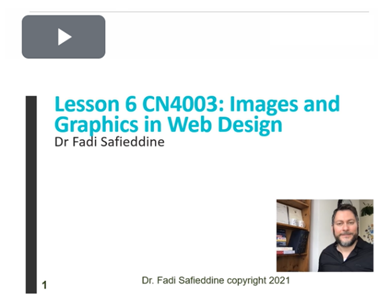 Lesson 6 CN4003: Images and
Graphics in Web Design
Dr Fadi Safieddine
Dr. Fadi Safieddine copyright 2021
1